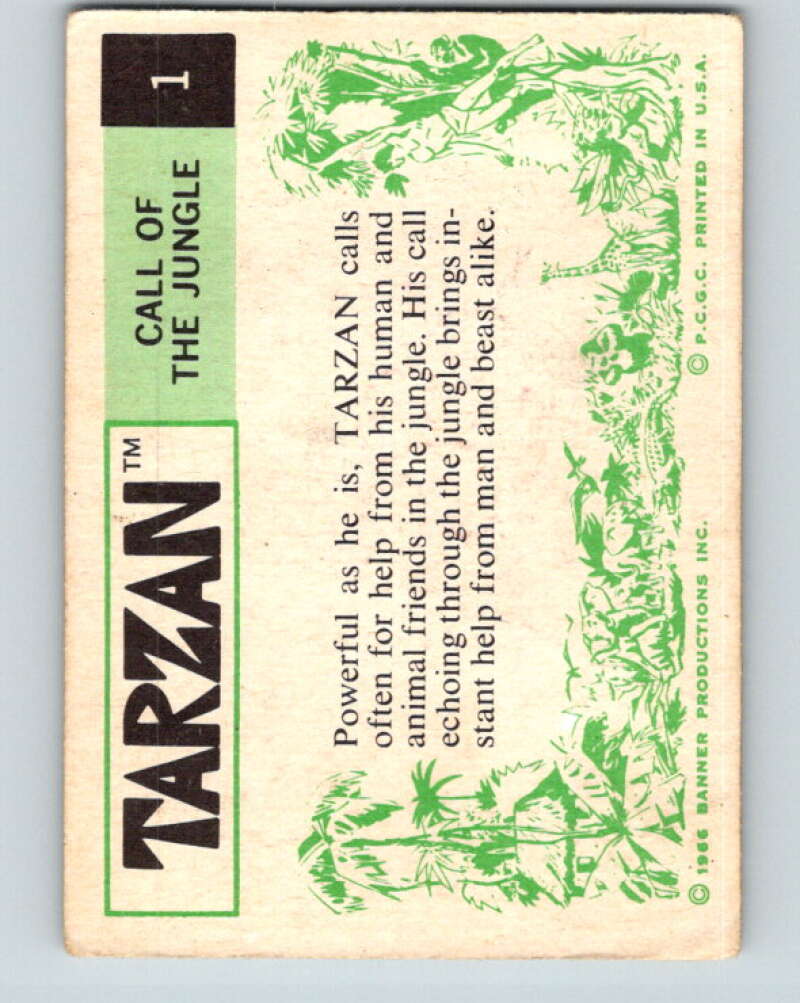 TARZAN™
CALL OF
THE JUNGLE
1
Powerful as he is, TARZAN calls
often for help from his human and
animal friends in the jungle. His call
echoing through the jungle brings in-
stant help from man and beast alike.
© 1966 BANNER PRODUCTIONS INC.
© P.C.G.C. PRINTED IN U.S.A.